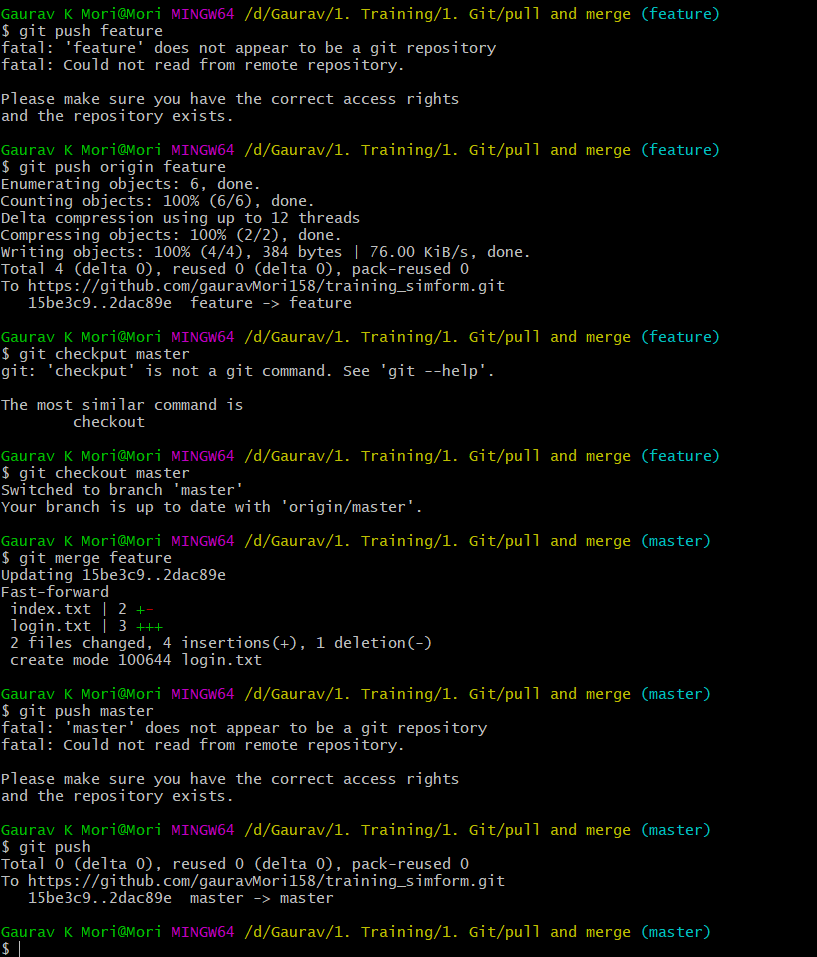 Gaurav K Mori@Mori MINGW64 /d/Gaurav/1. Training/1. Git/pull and merge (feature)
$ git push feature
fatal: 'feature' does not appear to be a git repository
fatal: Could not read from remote repository.

Please make sure you have the correct access rights
and the repository exists.

Gaurav K Mori@Mori MINGW64 /d/Gaurav/1. Training/1. Git/pull and merge (feature)
$ git push origin feature
Enumerating objects: 6, done.
Counting objects: 100% (6/6), done.
Delta compression using up to 12 threads
Compressing objects: 100% (2/2), done.
Writing objects: 100% (4/4), 384 bytes | 76.00 KiB/s, done.
Total 4 (delta 0), reused 0 (delta 0), pack-reused 0
To https://github.com/gauravMori158/training_simform.git
   15be3c9..2dac89e  feature -> feature

Gaurav K Mori@Mori MINGW64 /d/Gaurav/1. Training/1. Git/pull and merge (feature)
$ git checkput master
git: 'checkput' is not a git command. See 'git --help'.

The most similar command is
        checkout

Gaurav K Mori@Mori MINGW64 /d/Gaurav/1. Training/1. Git/pull and merge (feature)
$ git checkout master
Switched to branch 'master'
Your branch is up to date with 'origin/master'.

Gaurav K Mori@Mori MINGW64 /d/Gaurav/1. Training/1. Git/pull and merge (master)
$ git merge feature
Updating 15be3c9..2dac89e
Fast-forward
 index.txt | 2 +-
 login.txt | 3 +++
 2 files changed, 4 insertions(+), 1 deletion(-)
 create mode 100644 login.txt

Gaurav K Mori@Mori MINGW64 /d/Gaurav/1. Training/1. Git/pull and merge (master)
$ git push master
fatal: 'master' does not appear to be a git repository
fatal: Could not read from remote repository.

Please make sure you have the correct access rights
and the repository exists.

Gaurav K Mori@Mori MINGW64 /d/Gaurav/1. Training/1. Git/pull and merge (master)
$ git push
Total 0 (delta 0), reused 0 (delta 0), pack-reused 0
To https://github.com/gauravMori158/training_simform.git
   15be3c9..2dac89e  master -> master

Gaurav K Mori@Mori MINGW64 /d/Gaurav/1. Training/1. Git/pull and merge (master)
$